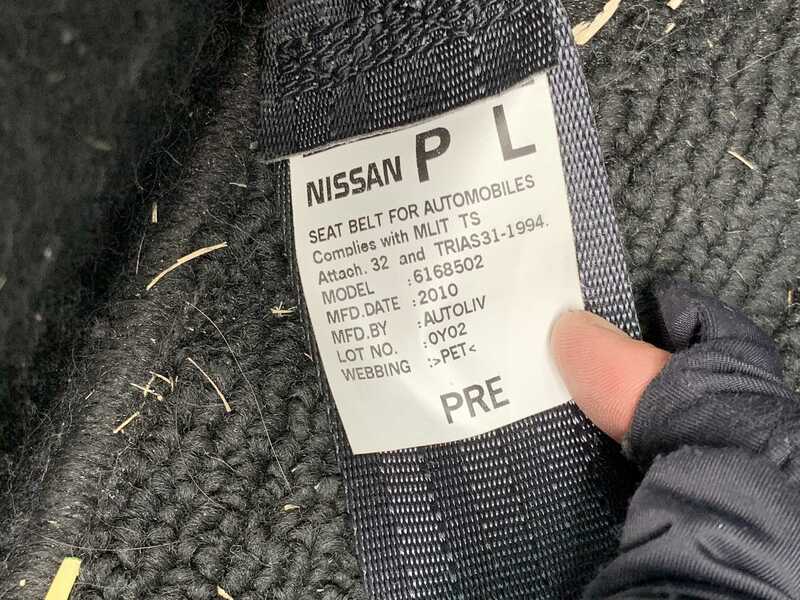 NISSAN P L
SEAT BELT FOR AUTOMOBILES
Complies with MLIT TS
Attach. 32 and TRIAS31-1994.
MODEL :6168502
MFD.DATE :2010
MFD.BY :AUTOLIV
LOT NO. :0Y02
WEBBING :>PET<
PRE